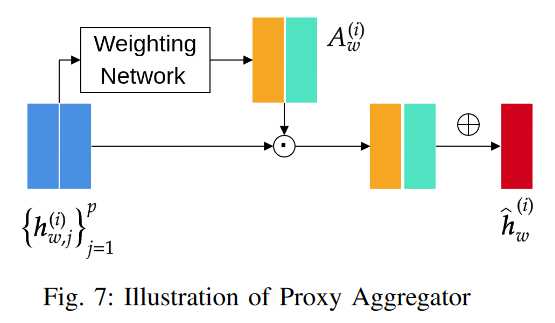 Weighting
Network
A_w^{(i)}
{h_{w,j}^{(i)}}_{j=1}^p
ĥ_w^{(i)}
Fig. 7: Illustration of Proxy Aggregator